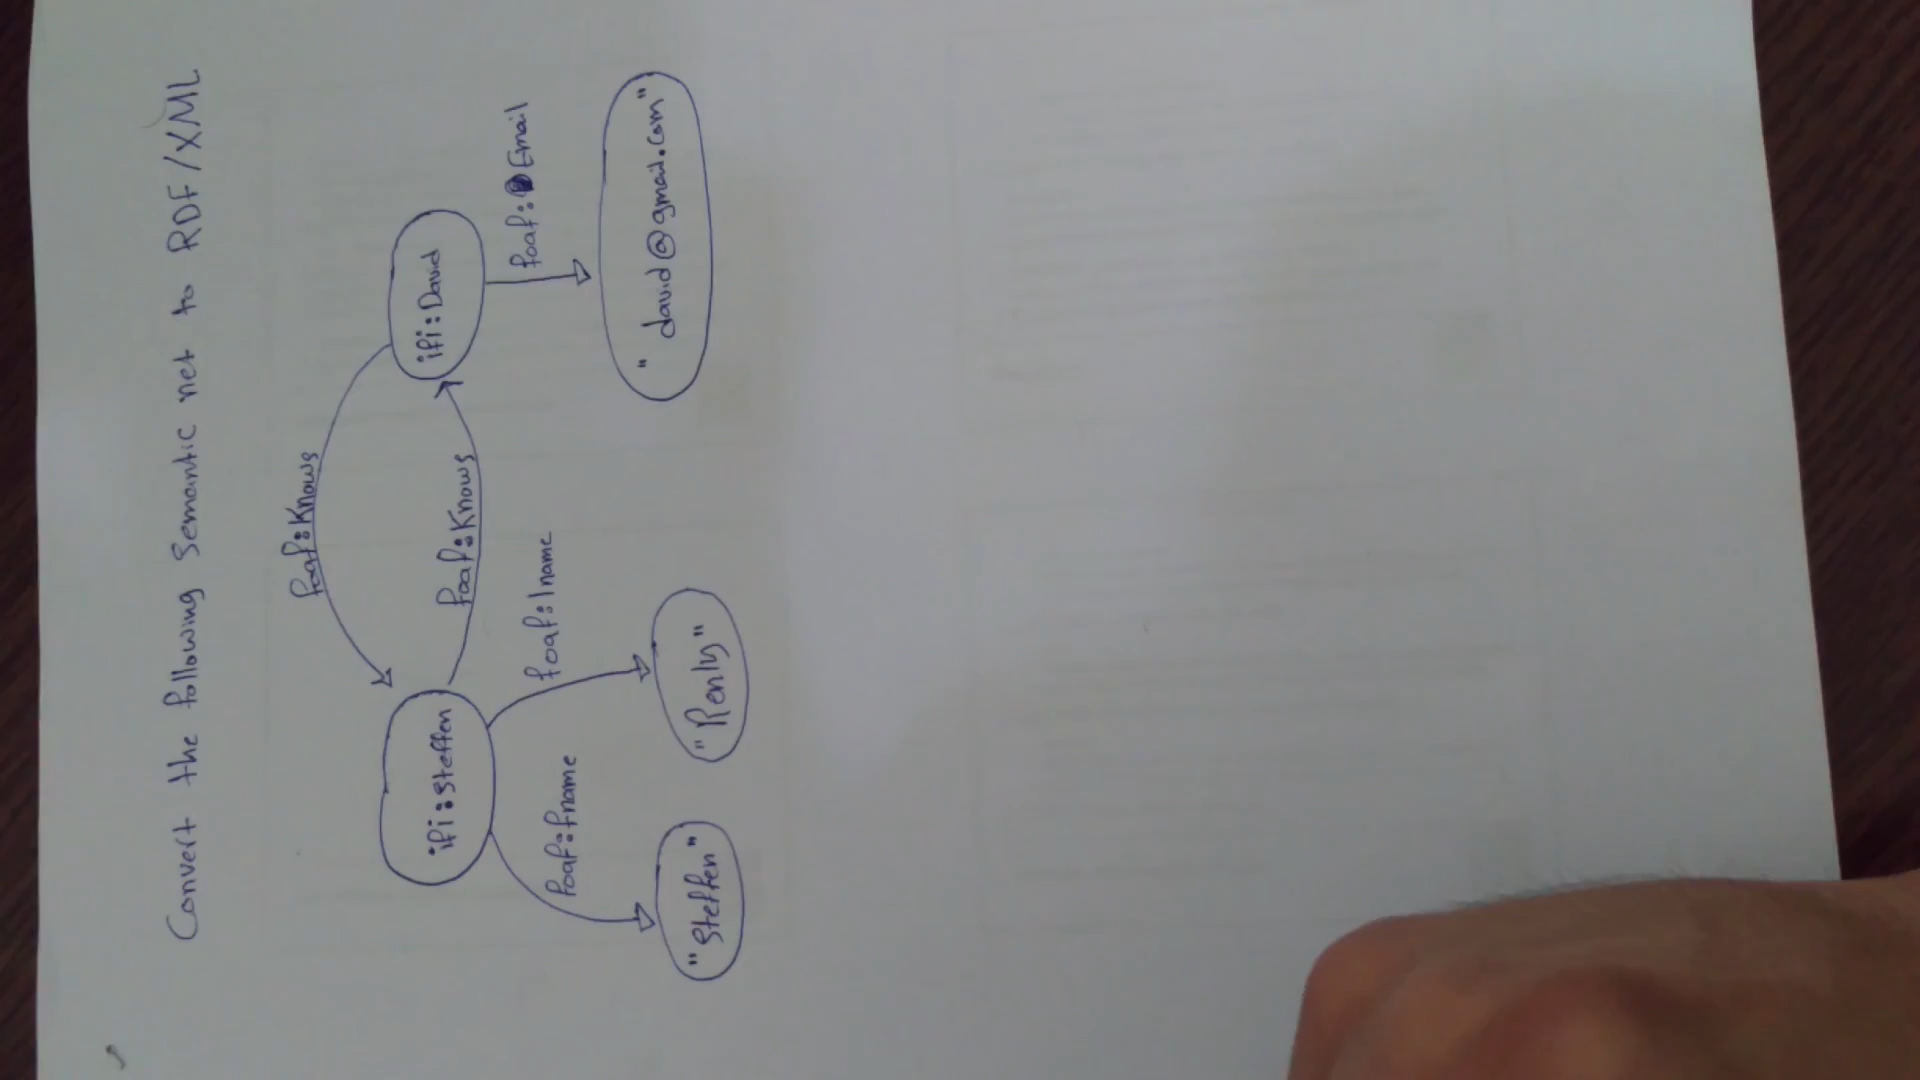 Convert the following Semantic net to RDF/XML
foaf:Knows
ifi:Steffen
ifi:David
foaf:Knows
foaf:fname
foaf:lname
foaf: Email
"Steffen"
"Renly"
"david@gmail.com"